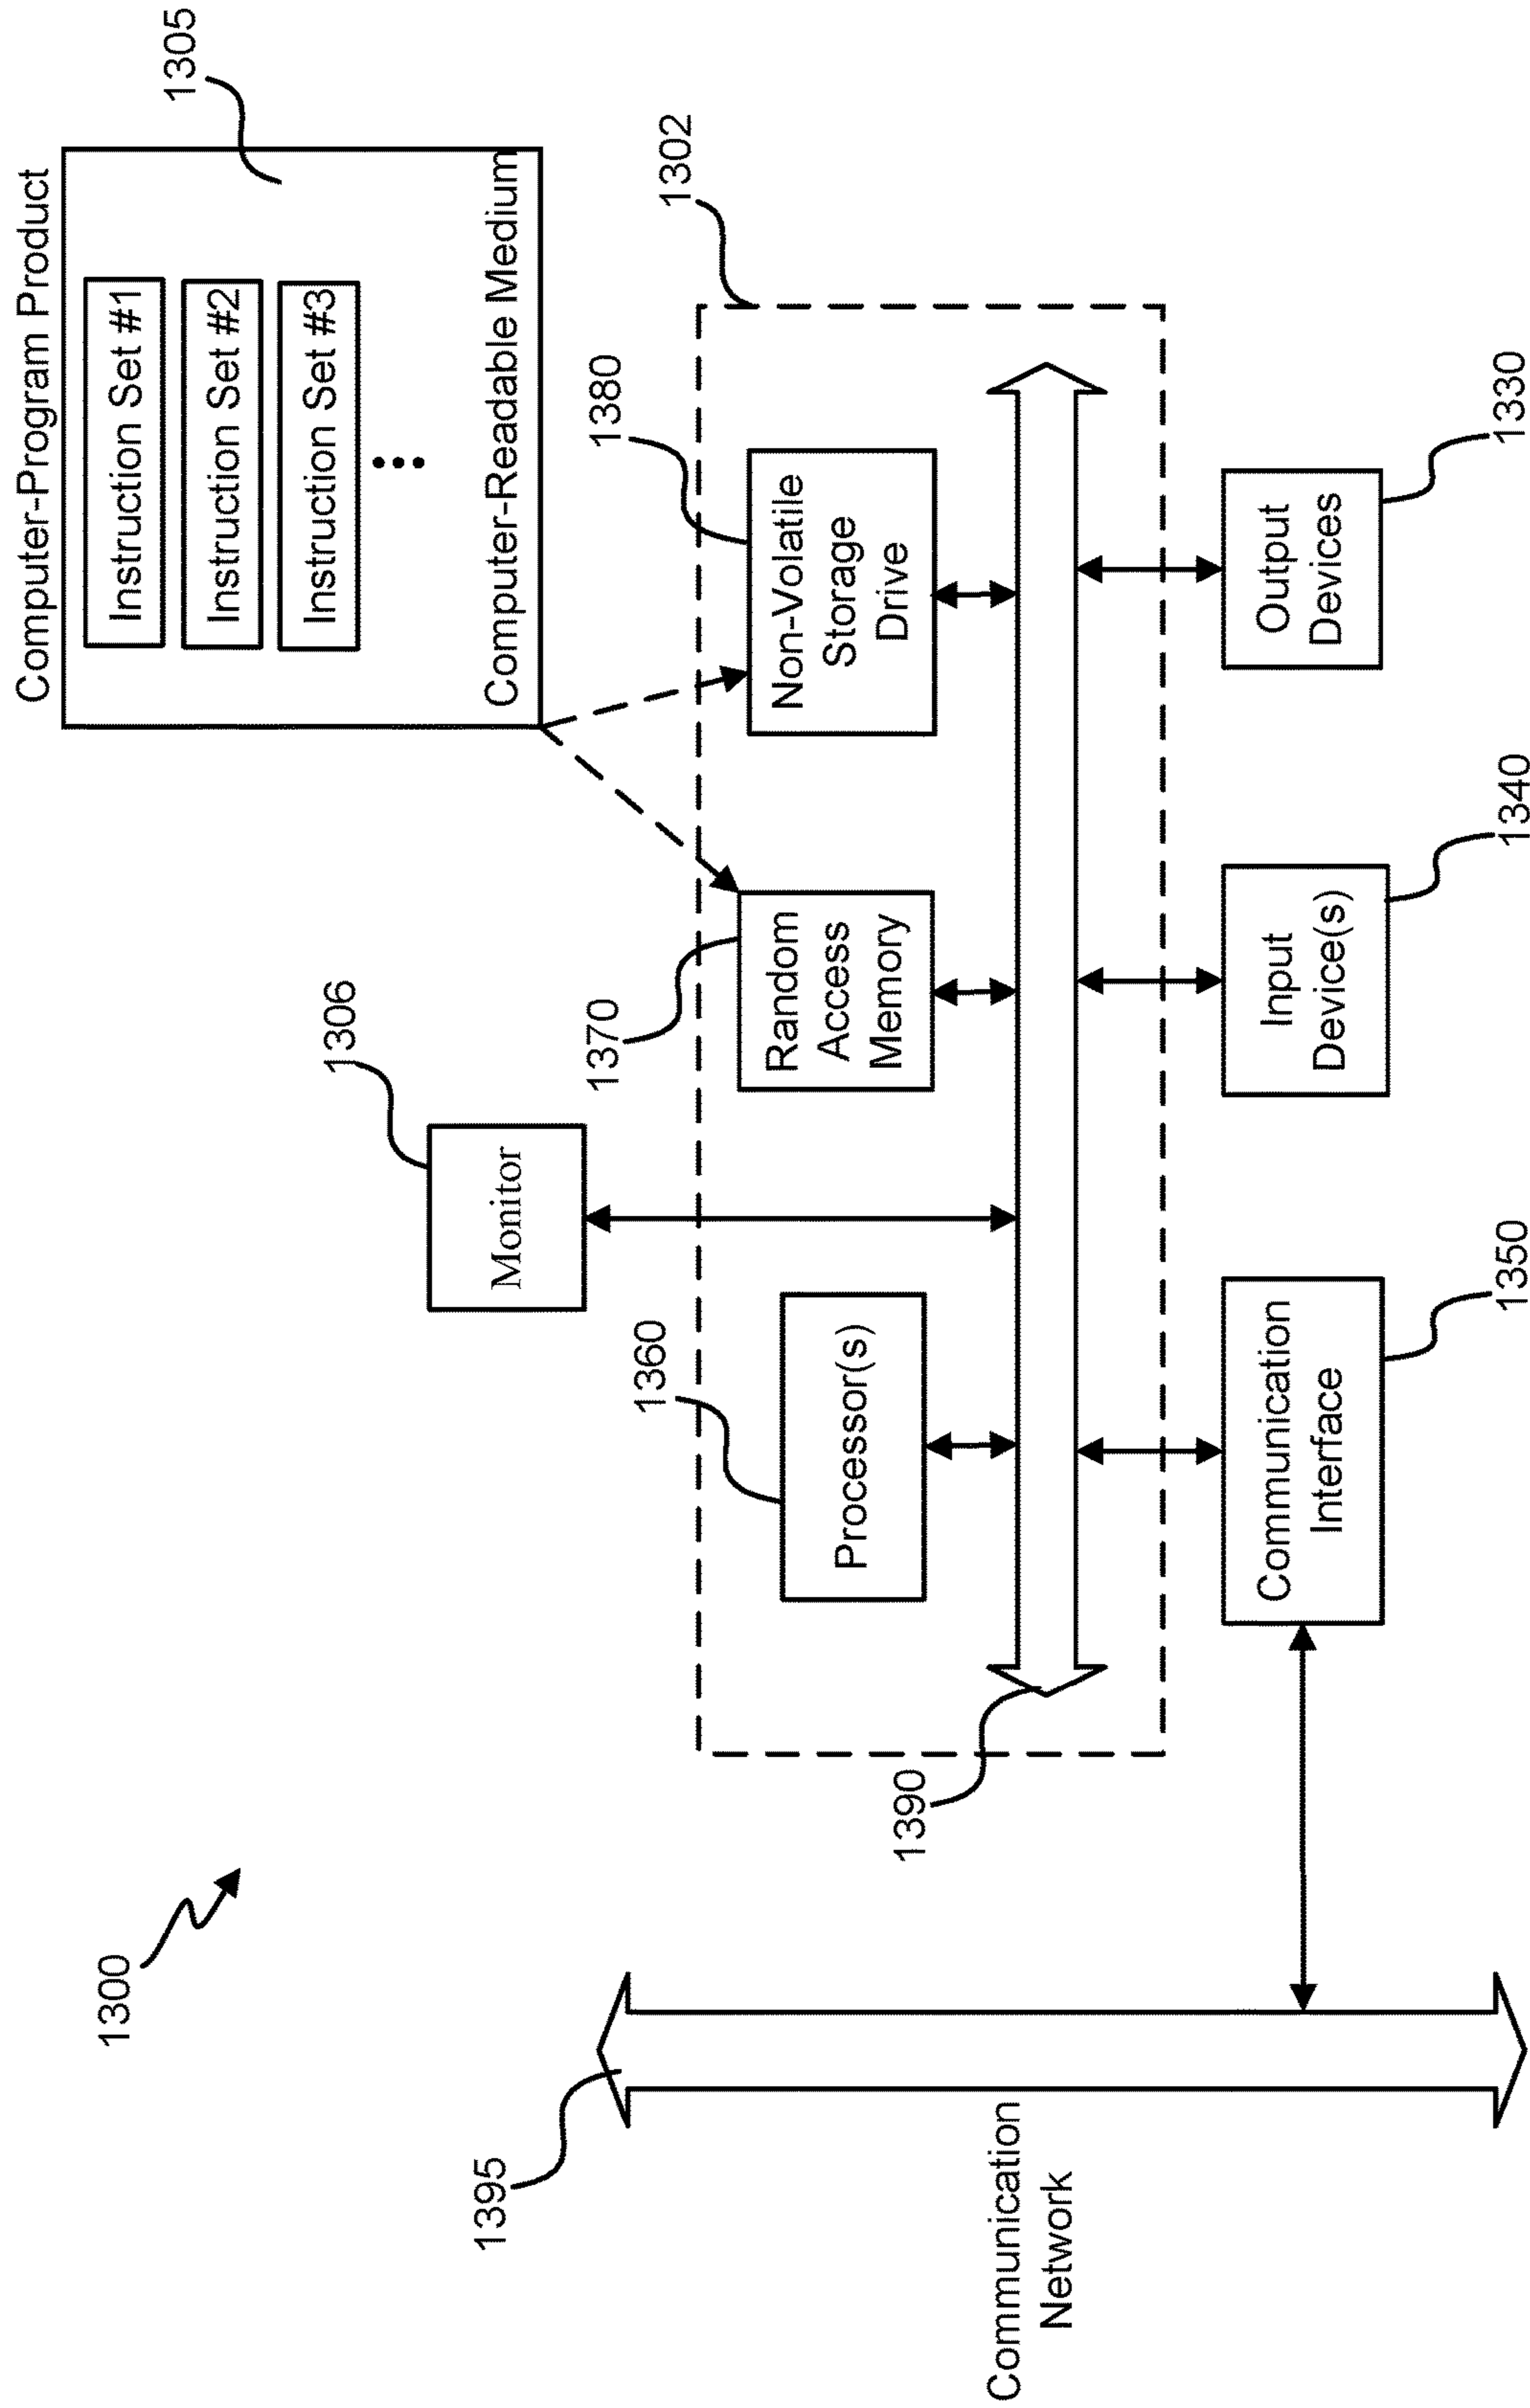 1300
Computer-Program Product
1305
Instruction Set #1
Instruction Set #2
Instruction Set #3
...
Computer-Readable Medium
1306
Monitor
1302
1360
Processor(s)
1370
Random
Access
Memory
1380
Non-Volatile
Storage
Drive
1390
1395
Communication
Network
Communication
Interface
1350
Input
Device(s)
1340
Output
Devices
1330